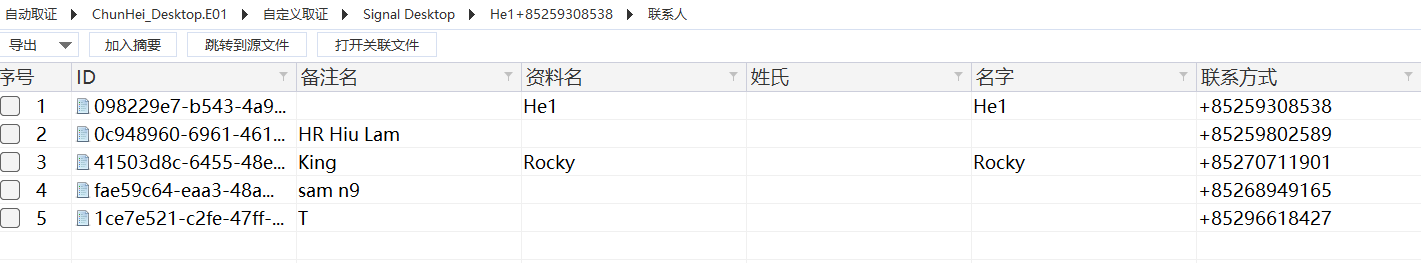 自动取证 ChunHei_Desktop.E01 自定义取证 Signal Desktop He1+85259308538 联系人
导出 加入摘要 跳转到源文件 打开关联文件
序号 ID 备注名 资料名 姓氏 名字 联系方式
1 098229e7-b543-4a9... He1 He1 +85259308538
2 0c948960-6961-461... HR Hiu Lam +85259802589
3 41503d8c-6455-48e... King Rocky Rocky +85270711901
4 fae59c64-eaa3-48a... sam n9 +85268949165
5 1ce7e521-c2fe-47ff-... T +85296618427